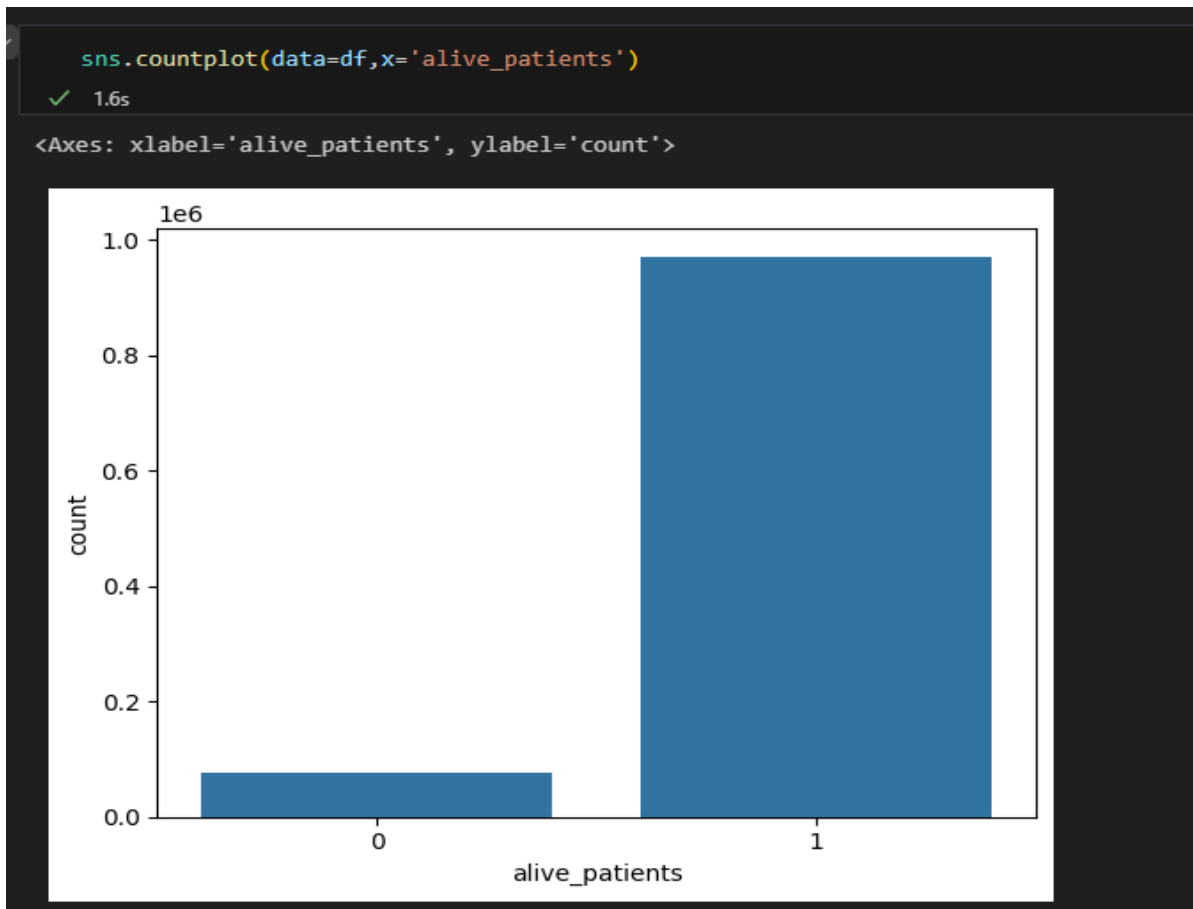 sns.countplot(data=df,x='alive_patients')
1.6s
<Axes: xlabel='alive_patients', ylabel='count'>
1e6
1.0
0.8
0.6
0.4
0.2
0.0
count
0 1
alive_patients